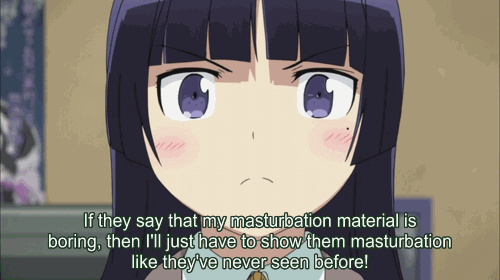 If they say that my masturbation material is
boring, then I'll just have to show them masturbation
like they've never seen before!